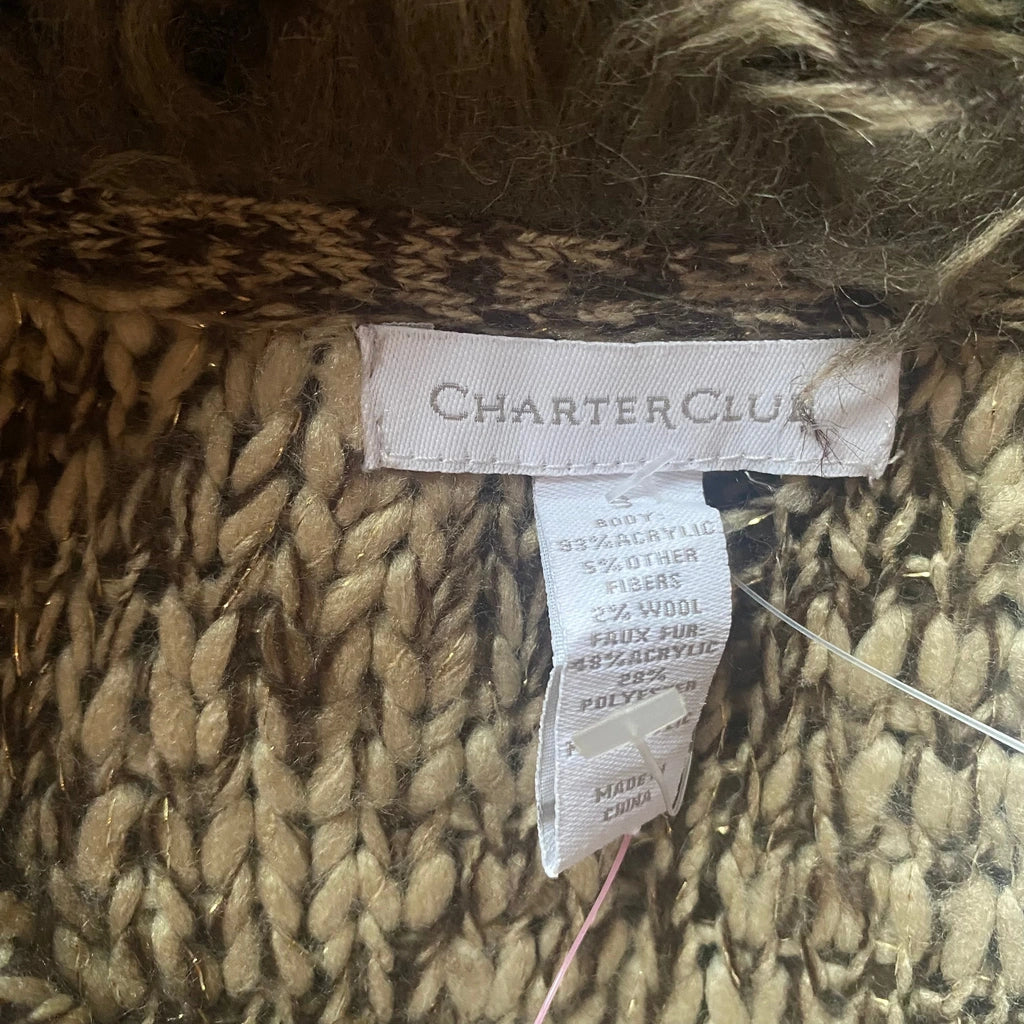 CHARTER CLUB
S
BODY:
93% ACRYLIC
5% OTHER
FIBERS
2% WOOL
FAUX FUR:
48% ACRYLIC
28%
POLYESTER
MADE IN
CHINA